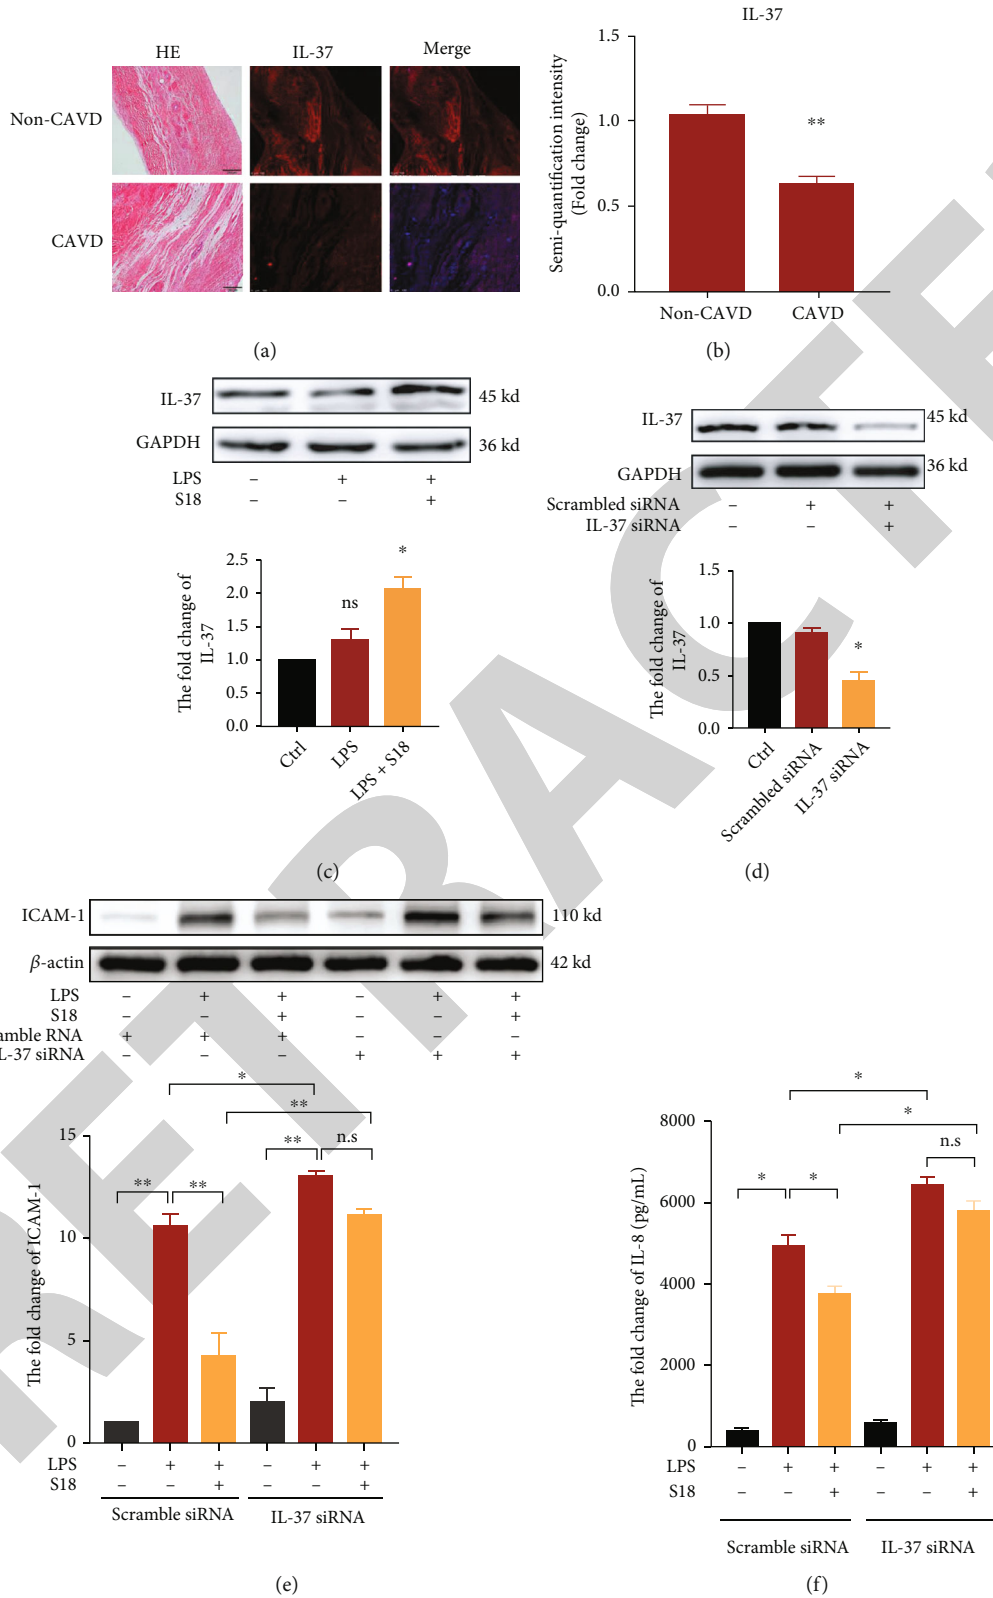 HE IL-37 Merge
Non-CAVD
CAVD
(a)
IL-37
Semi-quantification intensity
(Fold change)
1.5
1.0
0.5
0.0
Non-CAVD CAVD
**
(b)
IL-37 45 kd
GAPDH 36 kd
LPS – + +
S18 – – +
The fold change of
IL-37
2.5
2.0
1.5
1.0
0.5
0.0
ns
*
Ctrl LPS LPS + S18
(c)
IL-37 45 kd
GAPDH 36 kd
Scrambled siRNA – + +
IL-37 siRNA – – +
The fold change of
IL-37
1.5
1.0
0.5
0.0
*
Ctrl Scrambled siRNA IL-37 siRNA
(d)
ICAM-1 110 kd
β-actin 42 kd
LPS – + + – + +
S18 – – + – – +
amble RNA + + + – – –
L-37 siRNA – – – + + +
The fold change of ICAM-1
15
10
5
0
* **
** ** ** n.s
LPS – + + – + +
S18 – – + – – +
Scramble siRNA IL-37 siRNA
(e)
The fold change of IL-8 (pg/mL)
8000
6000
4000
2000
0
* *
* * n.s
LPS – + + – + +
S18 – – + – – +
Scramble siRNA IL-37 siRNA
(f)
RETRACTE